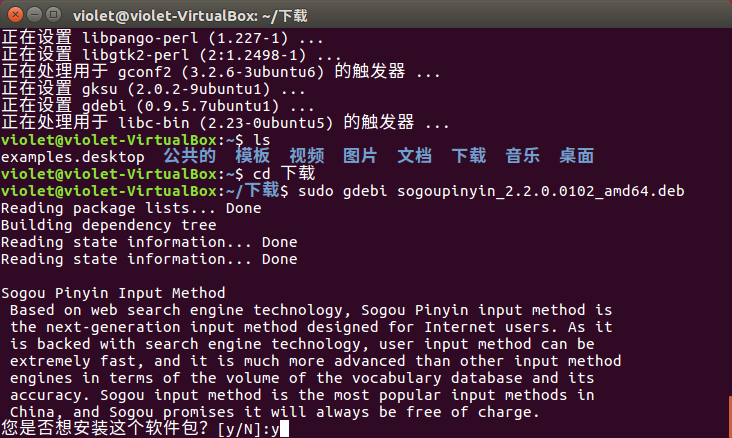 violet@violet-VirtualBox: ~/下载
正在设置 libpango-perl (1.227-1) ...
正在设置 libgtk2-perl (2:1.2498-1) ...
正在处理用于 gconf2 (3.2.6-3ubuntu6) 的触发器 ...
正在设置 gksu (2.0.2-9ubuntu1) ...
正在设置 gdebi (0.9.5.7ubuntu1) ...
正在处理用于 libc-bin (2.23-0ubuntu5) 的触发器 ...
violet@violet-VirtualBox:~$ ls
examples.desktop  公共的  模板  视频  图片  文档  下载  音乐  桌面
violet@violet-VirtualBox:~$ cd 下载
violet@violet-VirtualBox:~/下载$ sudo gdebi sogoupinyin_2.2.0.0102_amd64.deb
Reading package lists... Done
Building dependency tree
Reading state information... Done
Reading state information... Done
Sogou Pinyin Input Method
Based on web search engine technology, Sogou Pinyin input method is
the next-generation input method designed for Internet users. As it
is backed with search engine technology, user input method can be
extremely fast, and it is much more advanced than other input method
engines in terms of the volume of the vocabulary database and its
accuracy. Sogou input method is the most popular input methods in
China, and Sogou promises it will always be free of charge.
您是否想安装这个软件包？[y/N]:y